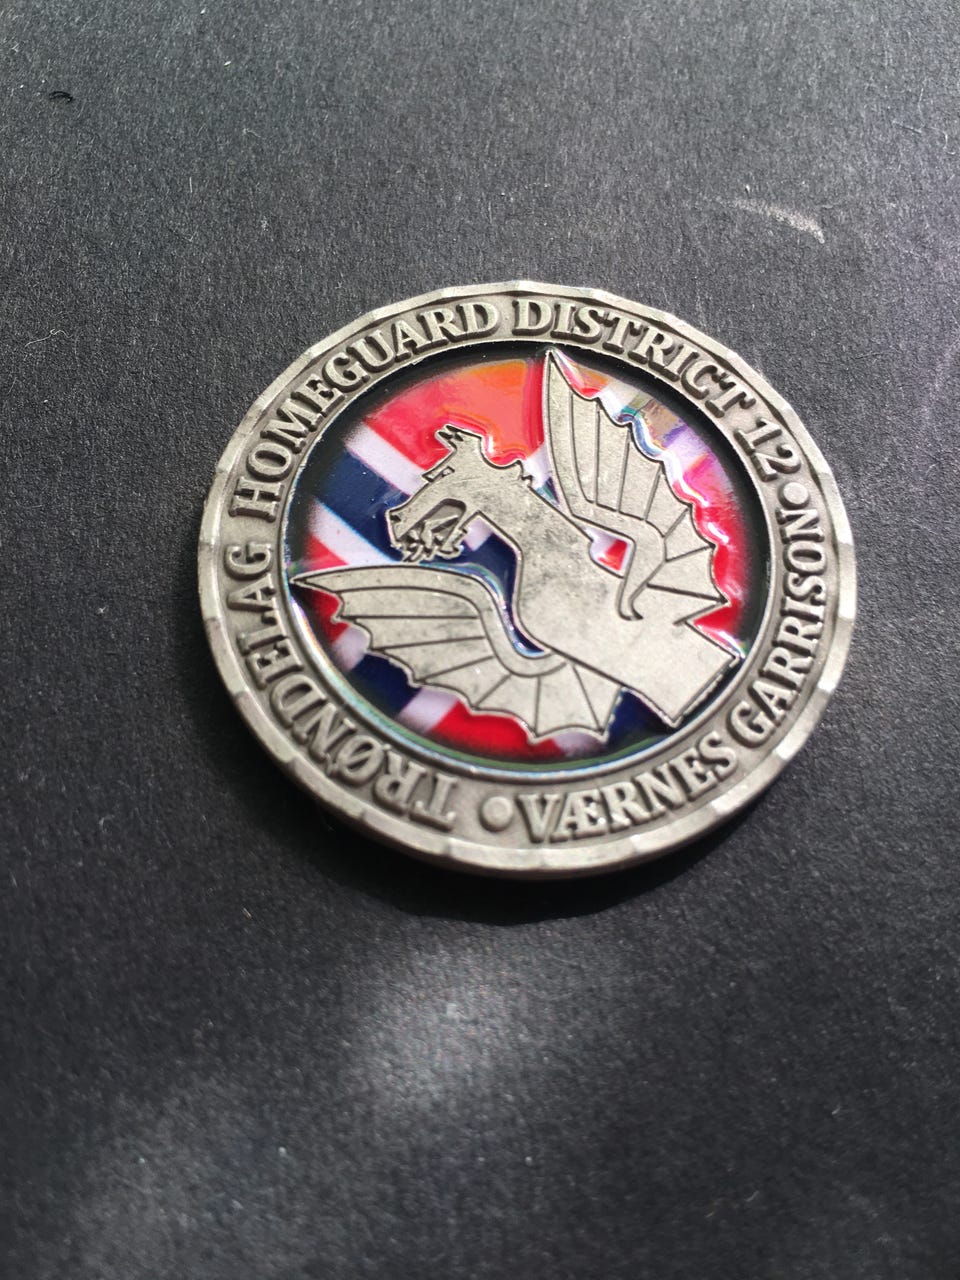 TRØNDELAG HOMEGUARD DISTRICT 12
VÆRNES GARRISON